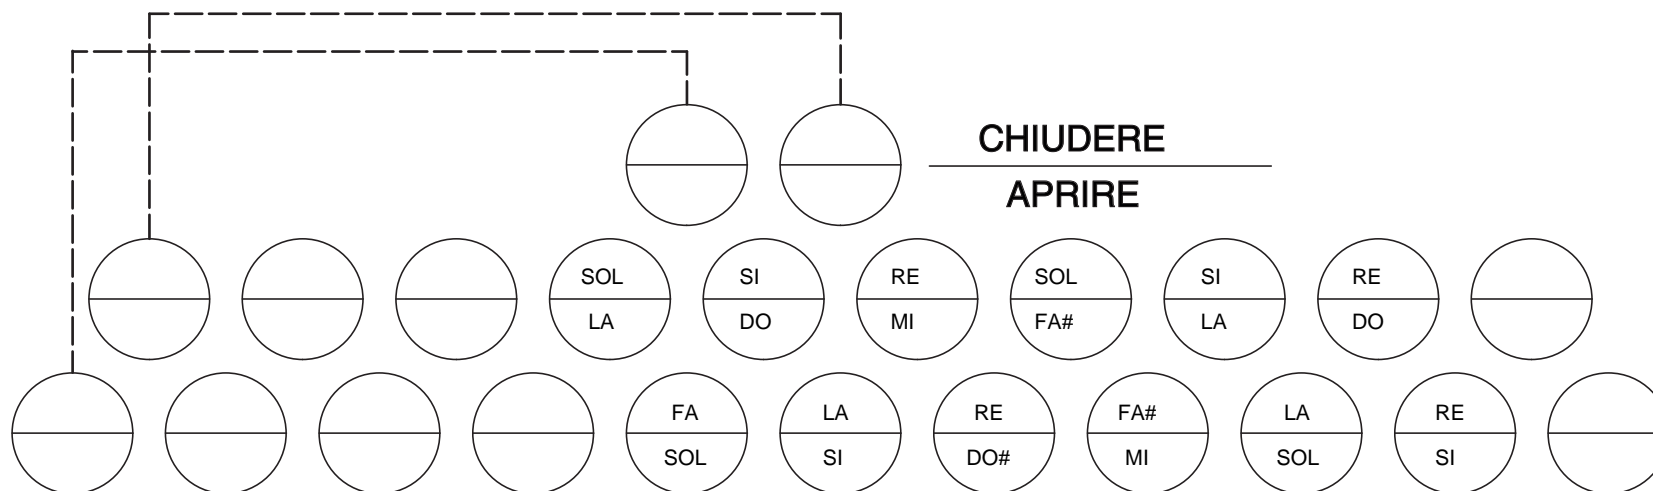 CHIUDERE
APRIRE
SOL SI RE SOL SI RE
LA DO MI FA# LA DO
FA LA RE FA# LA RE
SOL SI DO# MI SOL SI